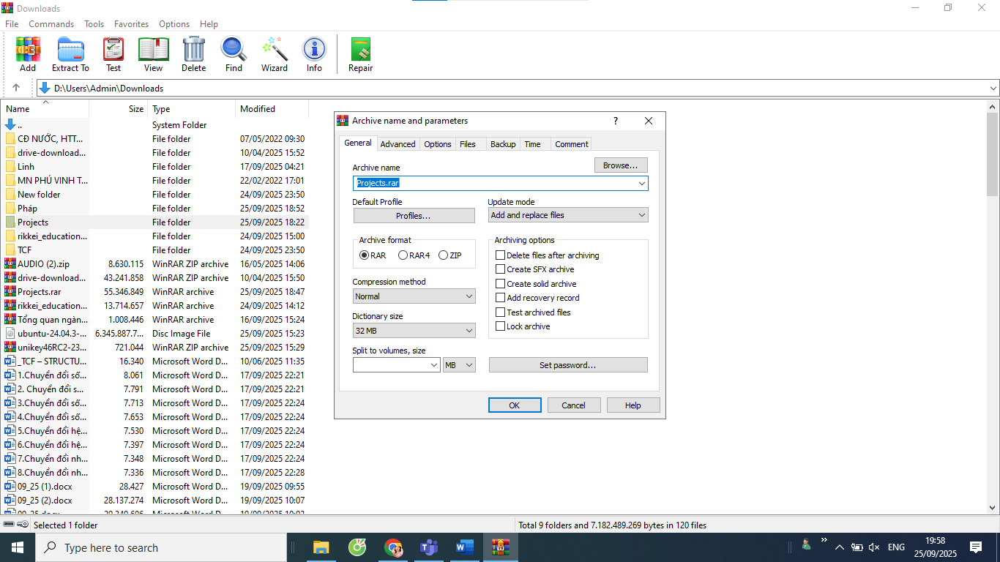 Downloads
File Commands Tools Favorites Options Help
Add Extract To Test View Delete Find Wizard Info Repair
D:\Users\Admin\Downloads
Name Size Type Modified
.. System Folder
CĐ NƯỚC, HTT... File folder 07/05/2022 09:30
drive-download... File folder 10/04/2025 15:52
Linh File folder 17/09/2025 04:21
MN PHÚ VINH T... File folder 22/02/2022 17:01
New folder File folder 24/09/2025 23:50
Pháp File folder 25/09/2025 18:52
Projects File folder 25/09/2025 18:22
rikkei_education... File folder 24/09/2025 15:00
TCF File folder 24/09/2025 23:50
AUDIO (2).zip 8.630.115 WinRAR ZIP archive 16/05/2025 14:06
drive-download... 43.241.858 WinRAR ZIP archive 10/04/2025 15:50
Projects.rar 55.346.849 WinRAR archive 25/09/2025 18:47
rikkei_education... 13.714.657 WinRAR archive 24/09/2025 14:12
Tổng quan ngàn... 1.008.446 WinRAR archive 16/09/2025 15:24
ubuntu-24.04.3-... 6.345.887.7... Disc Image File 25/09/2025 15:23
unikey46RC2-23... 721.044 WinRAR ZIP archive 25/09/2025 15:29
_TCF – STRUCTU... 16.340 Microsoft Word D... 10/06/2025 11:35
1.Chuyển đổi số... 8.061 Microsoft Word D... 17/09/2025 22:21
2. Chuyển đổi s... 7.791 Microsoft Word D... 17/09/2025 22:21
3.Chuyển đổi số... 7.713 Microsoft Word D... 17/09/2025 22:24
4.Chuyển đổi số... 7.653 Microsoft Word D... 17/09/2025 22:24
5.Chuyển đổi hệ... 7.530 Microsoft Word D... 17/09/2025 22:24
6.Chuyển đổi hệ... 7.397 Microsoft Word D... 17/09/2025 22:24
7.Chuyển đổi nh... 7.348 Microsoft Word D... 17/09/2025 22:24
8.Chuyển đổi nh... 7.336 Microsoft Word D... 17/09/2025 22:28
09_25 (1).docx 28.427 Microsoft Word D... 19/09/2025 09:55
09_25 (2).docx 28.137.274 Microsoft Word D... 19/09/2025 10:07
Archive name and parameters ?
General Advanced Options Files Backup Time Comment
Archive name
Browse...
Projects.rar
Default Profile
Profiles...
Update mode
Add and replace files
Archive format
RAR RAR4 ZIP
Compression method
Normal
Dictionary size
32 MB
Split to volumes, size
MB
Archiving options
Delete files after archiving
Create SFX archive
Create solid archive
Add recovery record
Test archived files
Lock archive
Set password...
OK Cancel Help
Selected 1 folder
Total 9 folders and 7.182.489.269 bytes in 120 files
Type here to search
ENG
19:58
25/09/2025